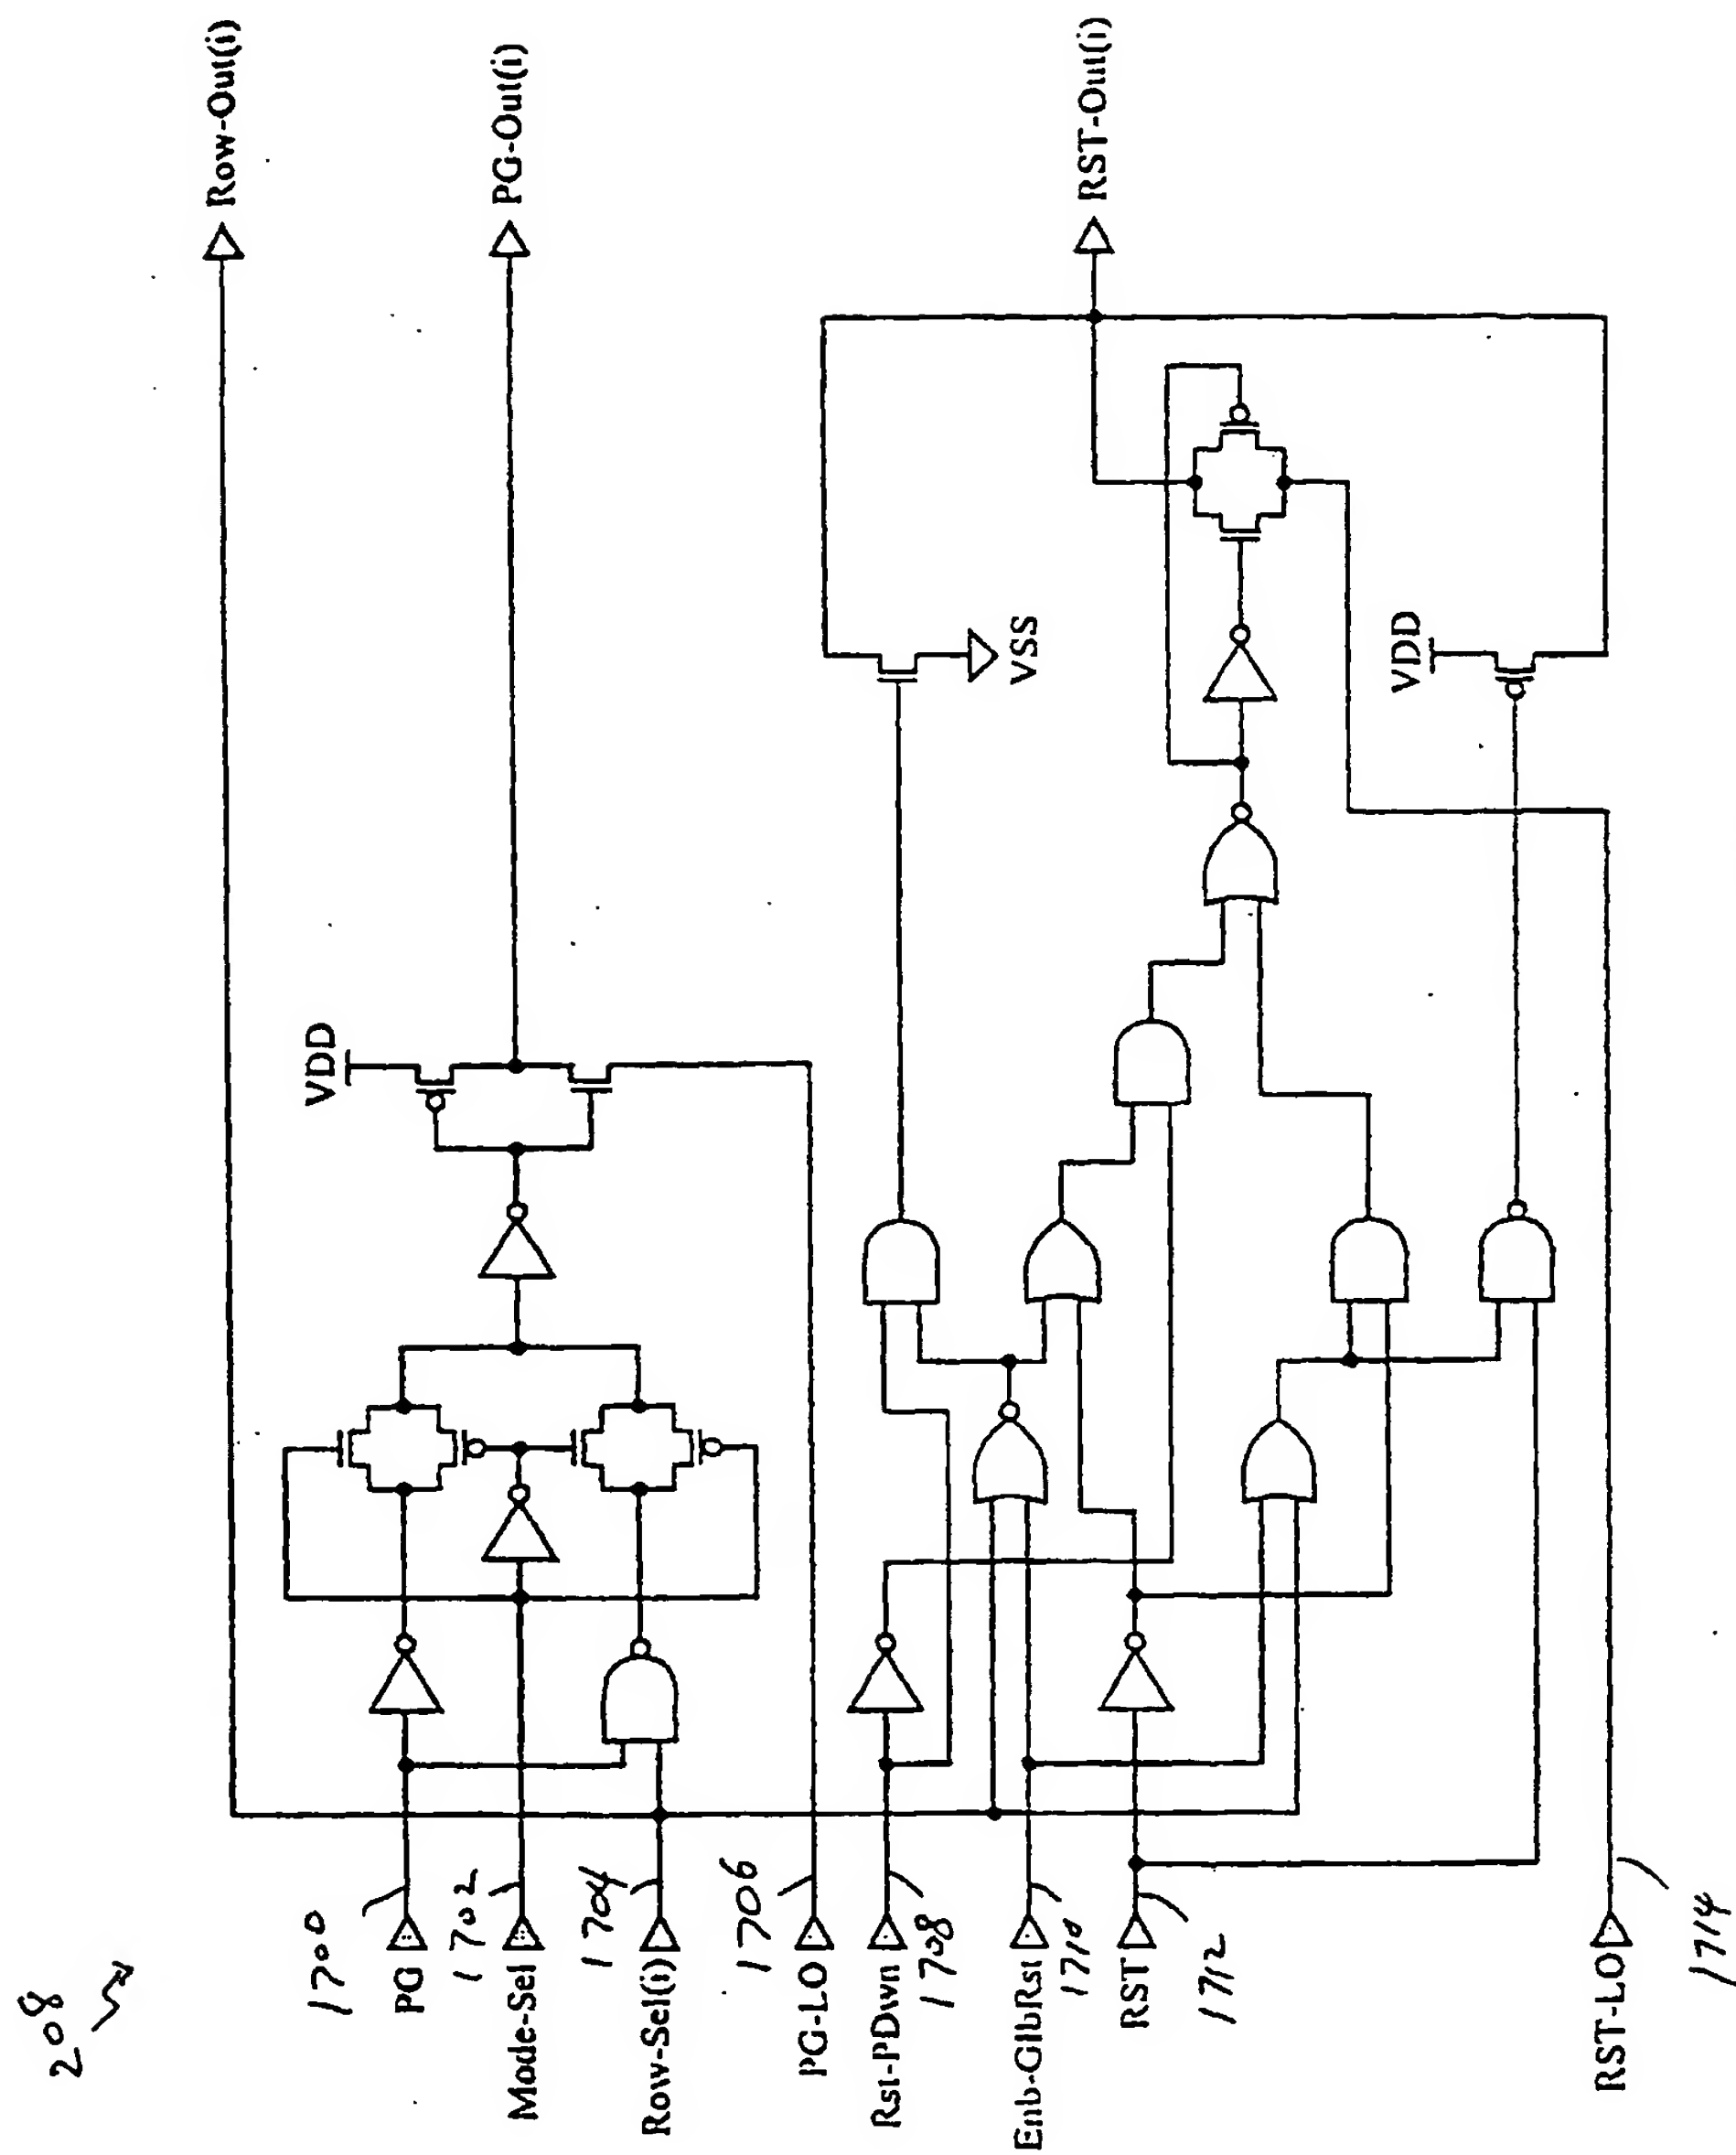 208
Row-Out(i)
PG-Out(i)
RST-Out(i)
VDD
VSS
VDD
1700
PG
1702
Mode-Sel
1704
Row-Sel(i)
1706
PG-LO
Rst-PDwn
1708
Enb-GlbRst
1710
RST
1712
RST-LO
1714